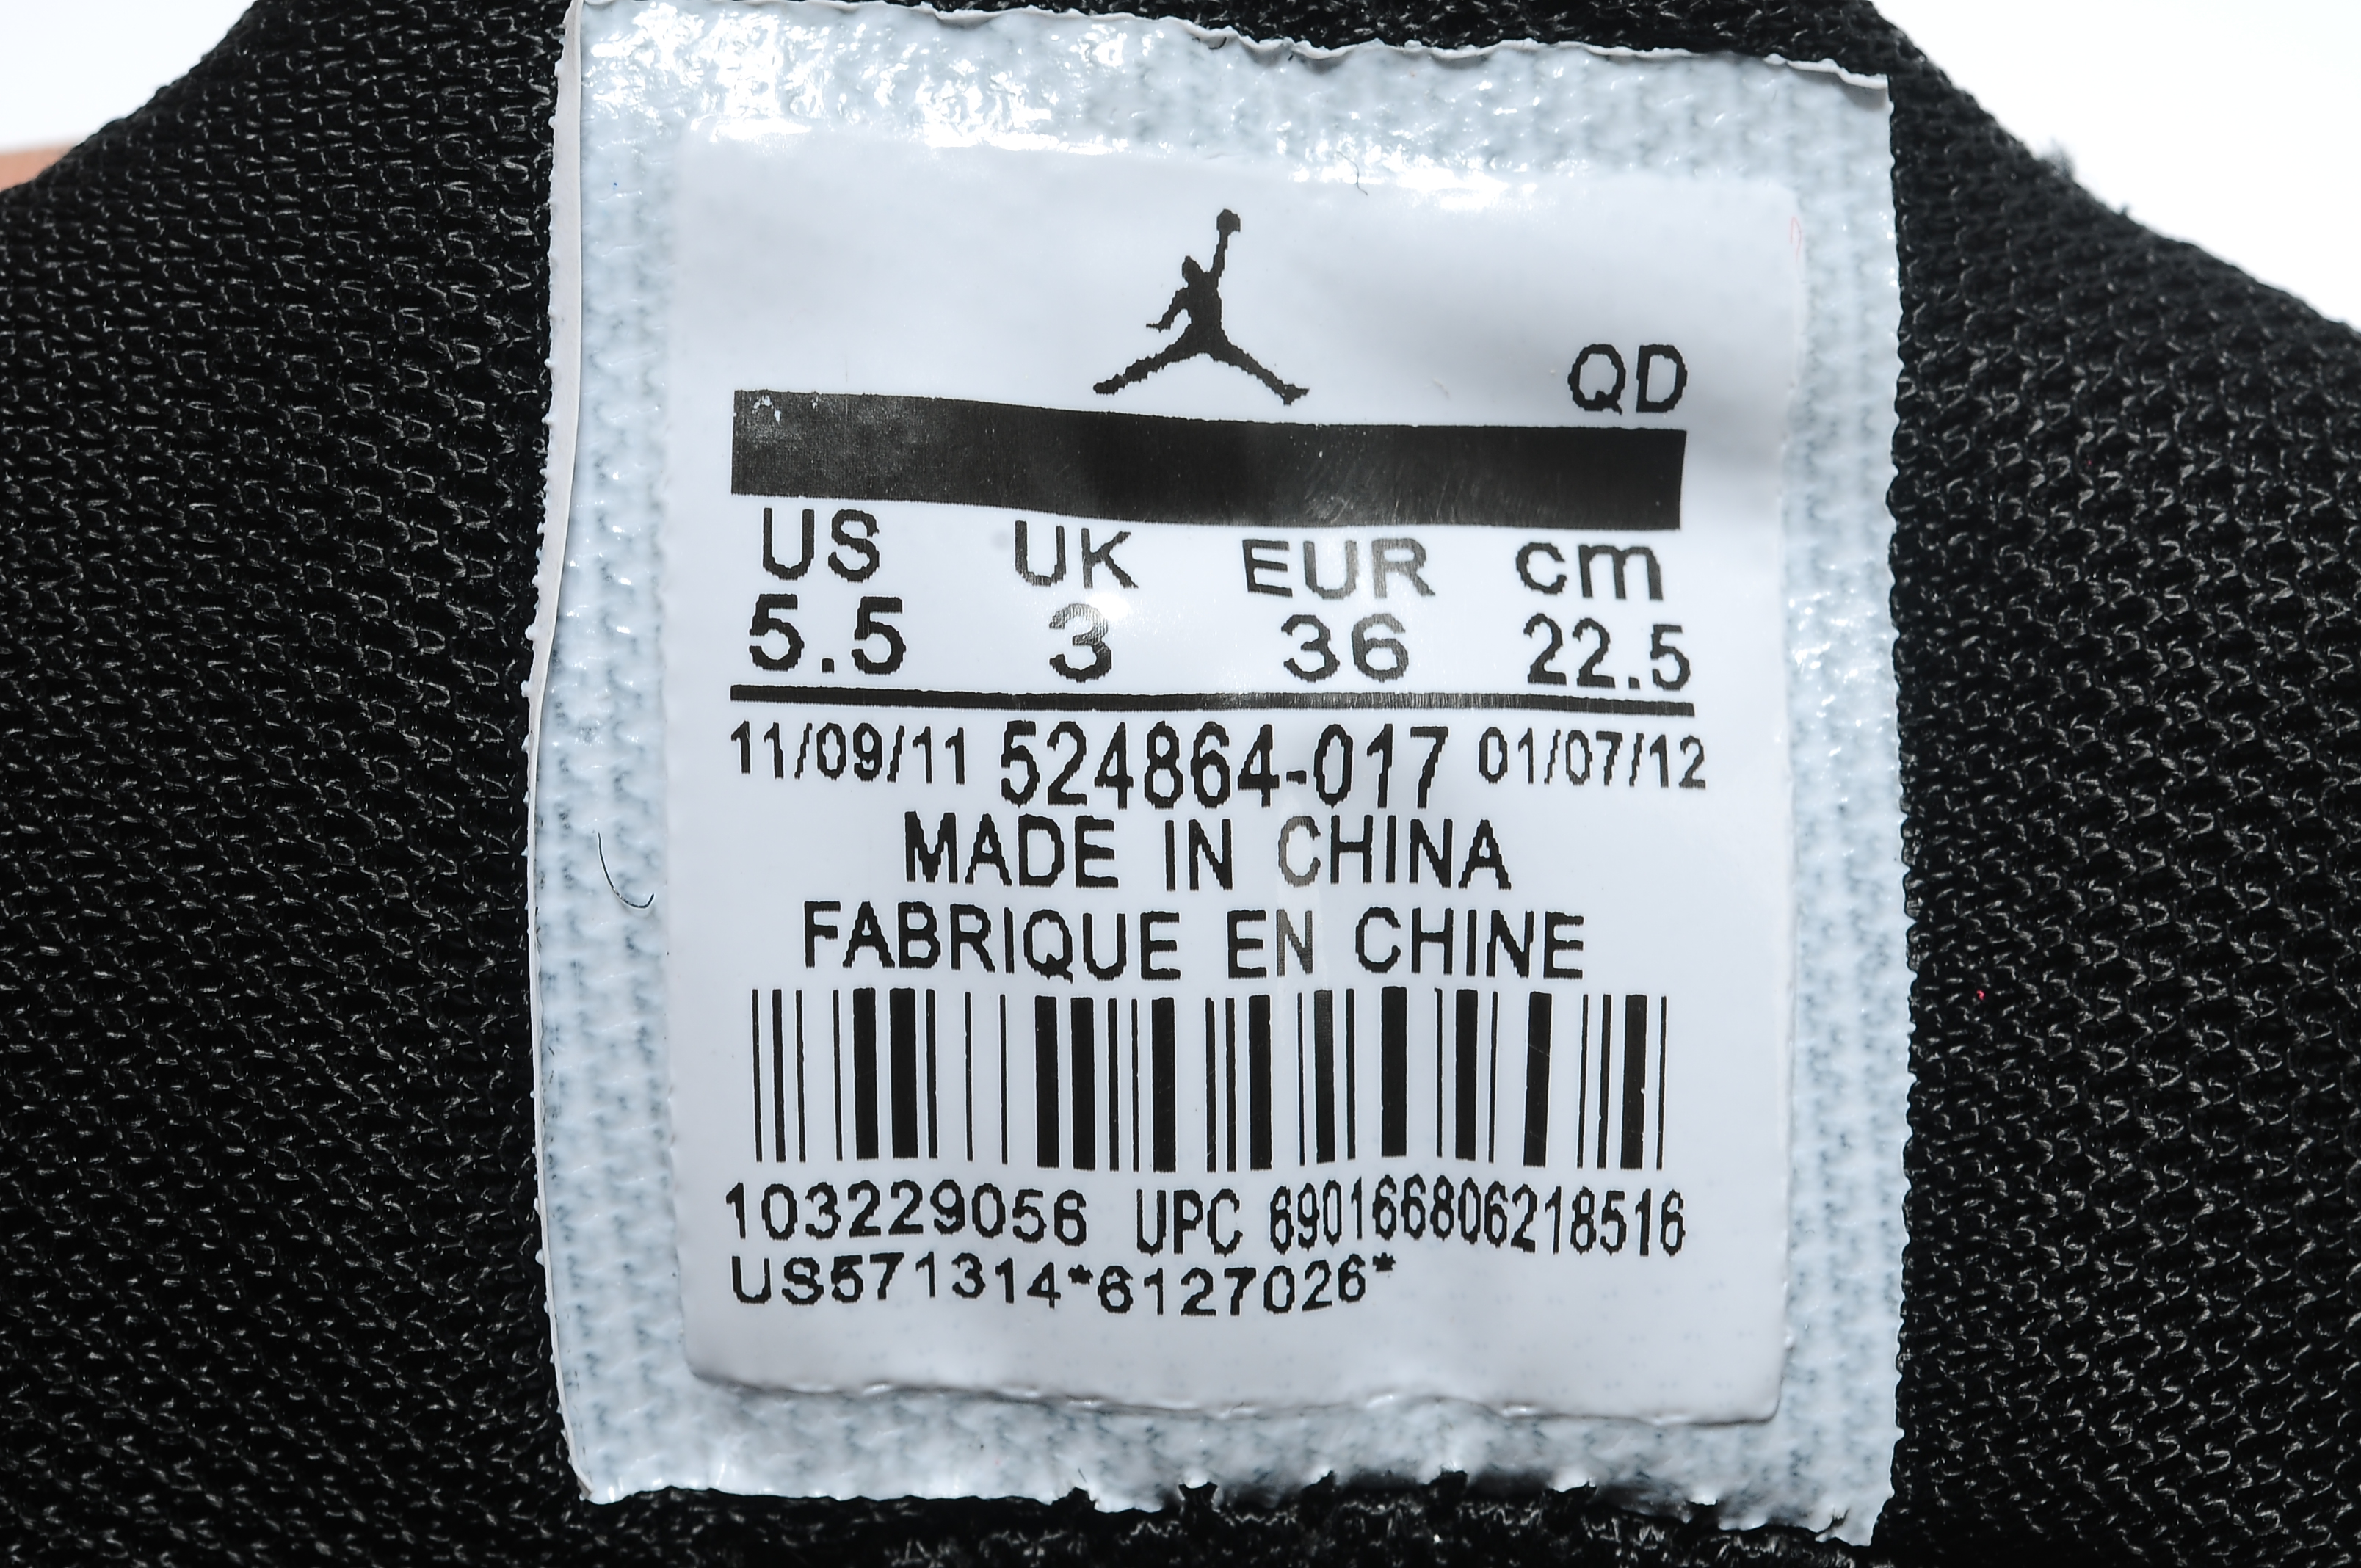 QD
US UK EUR cm
5.5 3 36 22.5
11/09/11 524864-017 01/07/12
MADE IN CHINA
FABRIQUE EN CHINE
103229056 UPC 690166806218516
US571314*6127026*